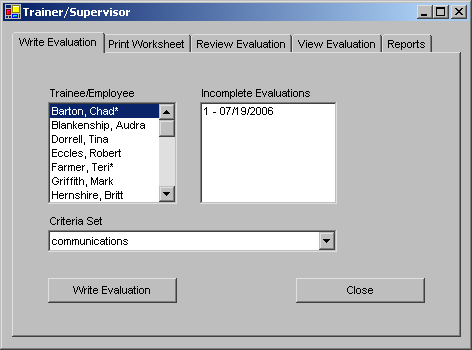 Trainer/Supervisor
Write Evaluation Print Worksheet Review Evaluation View Evaluation Reports
Trainee/Employee Incomplete Evaluations
Barton, Chad* 1 - 07/19/2006
Blankenship, Audra
Dorrell, Tina
Eccles, Robert
Farmer, Teri*
Griffith, Mark
Hernshire, Britt
Criteria Set
communications
Write Evaluation Close